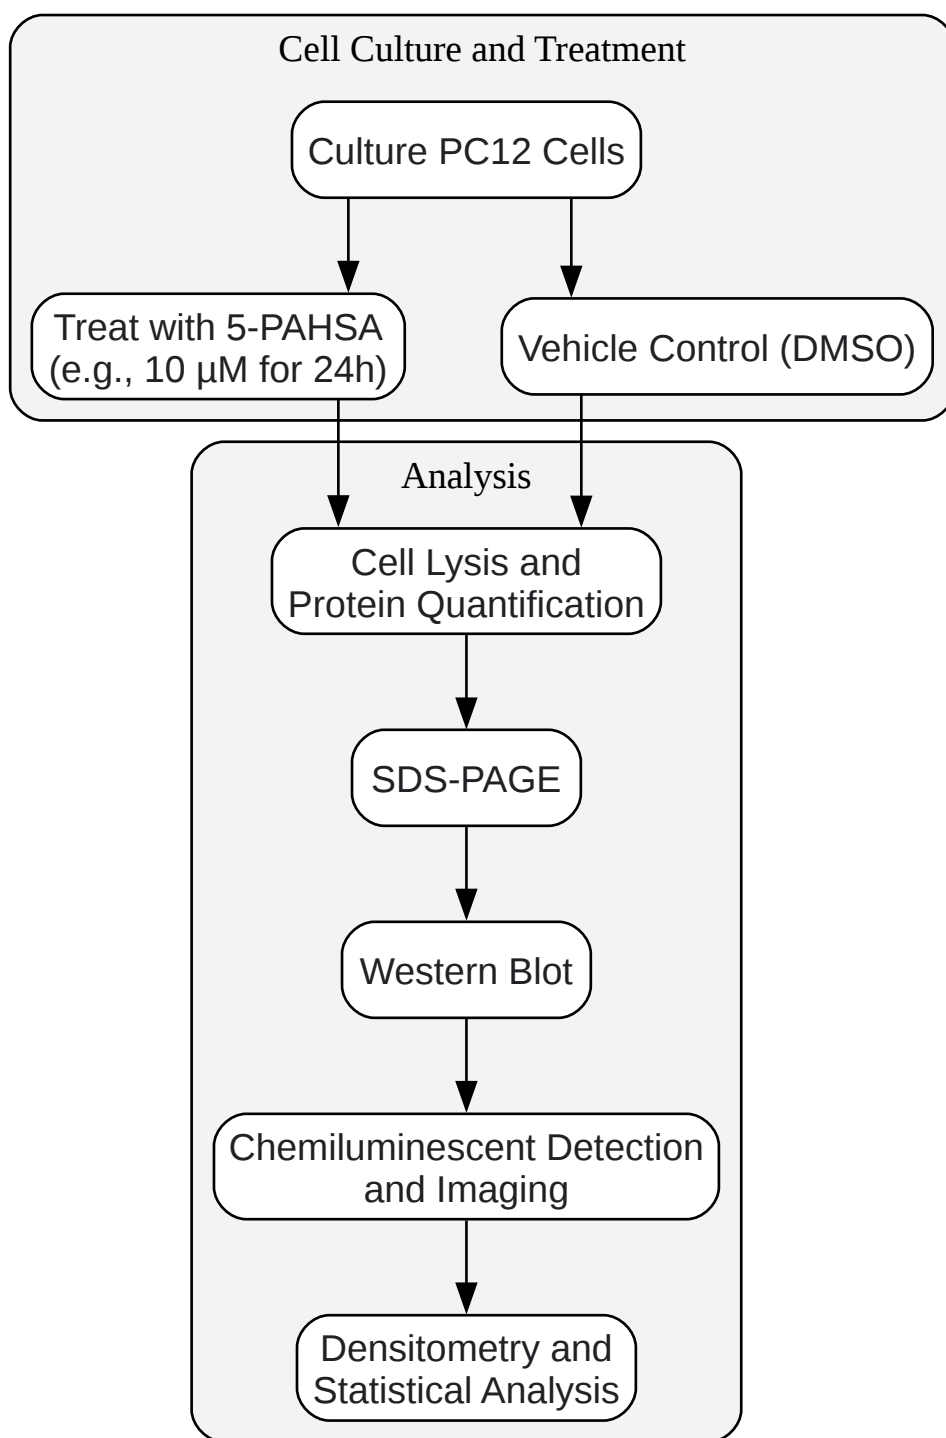 Cell Culture and Treatment
Culture PC12 Cells
Treat with 5-PAHSA
(e.g., 10 µM for 24h)
Vehicle Control (DMSO)
Analysis
Cell Lysis and
Protein Quantification
SDS-PAGE
Western Blot
Chemiluminescent Detection
and Imaging
Densitometry and
Statistical Analysis